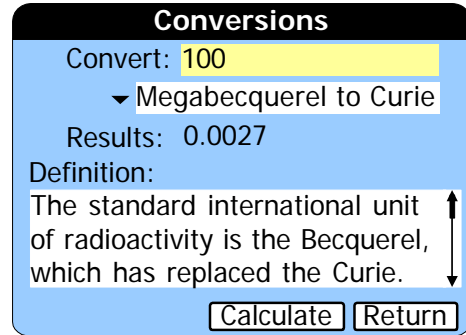 Conversions
Convert: 100
Megabecquerel to Curie
Results: 0.0027
Definition:
The standard international unit
of radioactivity is the Becquerel,
which has replaced the Curie.
Calculate Return